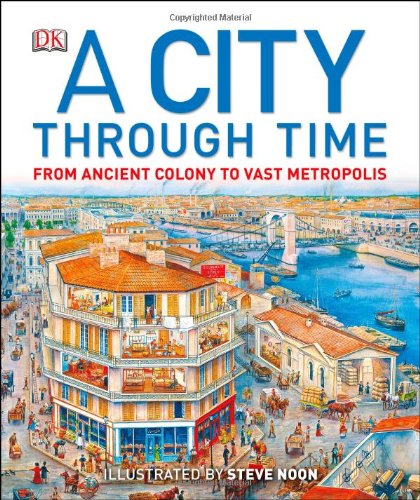 Copyrighted Material
DK
A CITY
THROUGH TIME
FROM ANCIENT COLONY TO VAST METROPOLIS
ILLUSTRATED BY STEVE NOON